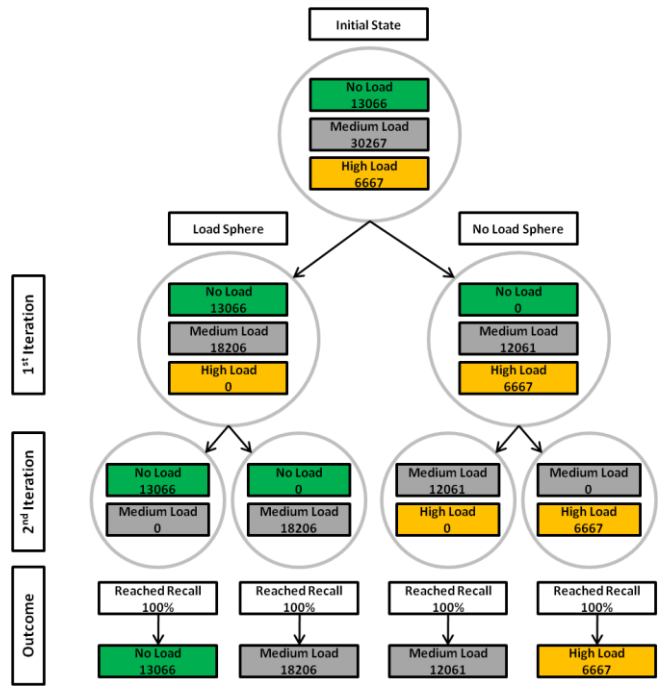 Initial State
No Load
13066
Medium Load
30267
High Load
6667
Load Sphere
No Load Sphere
1st Iteration
No Load
13066
Medium Load
18206
High Load
0
No Load
0
Medium Load
12061
High Load
6667
2nd Iteration
No Load
13066
Medium Load
0
No Load
0
Medium Load
18206
Medium Load
12061
High Load
0
Medium Load
0
High Load
6667
Outcome
Reached Recall
100%
Reached Recall
100%
Reached Recall
100%
Reached Recall
100%
No Load
13066
Medium Load
18206
Medium Load
12061
High Load
6667